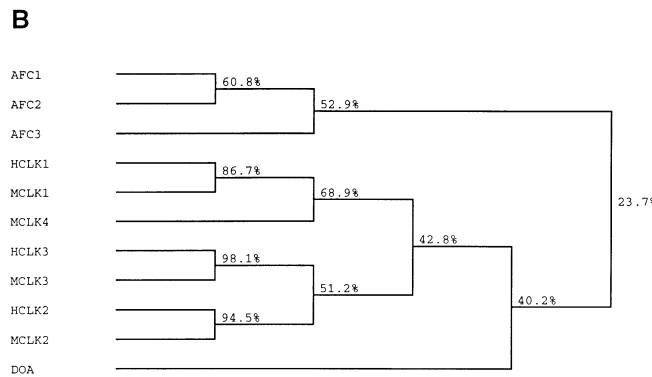 B
AFC1
60.8%
AFC2
52.9%
AFC3
HCLK1
86.7%
MCLK1
68.9%
23.7%
MCLK4
42.8%
HCLK3
98.1%
MCLK3
51.2%
40.2%
HCLK2
94.5%
MCLK2
DOA